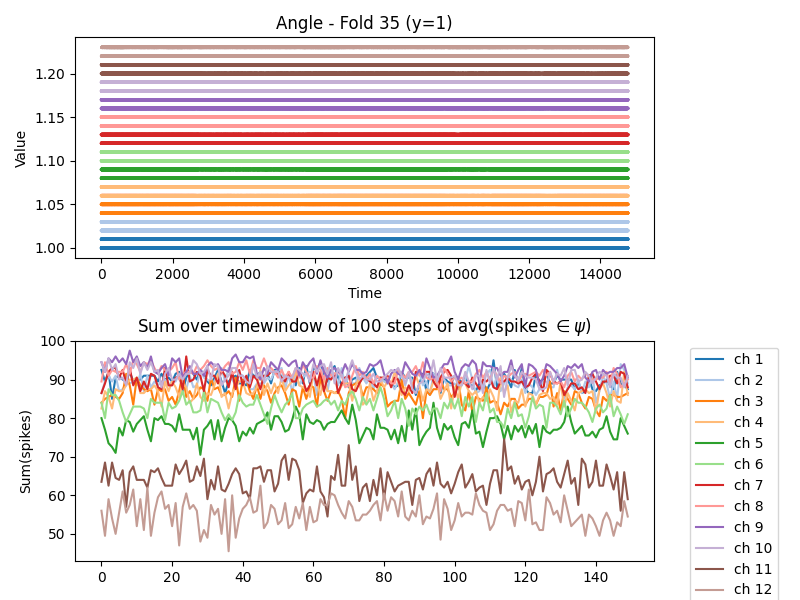 Angle - Fold 35 (y=1)
Value
1.20
1.15
1.10
1.05
1.00
0 2000 4000 6000 8000 10000 12000 14000
Time
Sum over timewindow of 100 steps of avg(spikes ∈ ψ)
Sum(spikes)
100
90
80
70
60
50
0 20 40 60 80 100 120 140
ch 1
ch 2
ch 3
ch 4
ch 5
ch 6
ch 7
ch 8
ch 9
ch 10
ch 11
ch 12